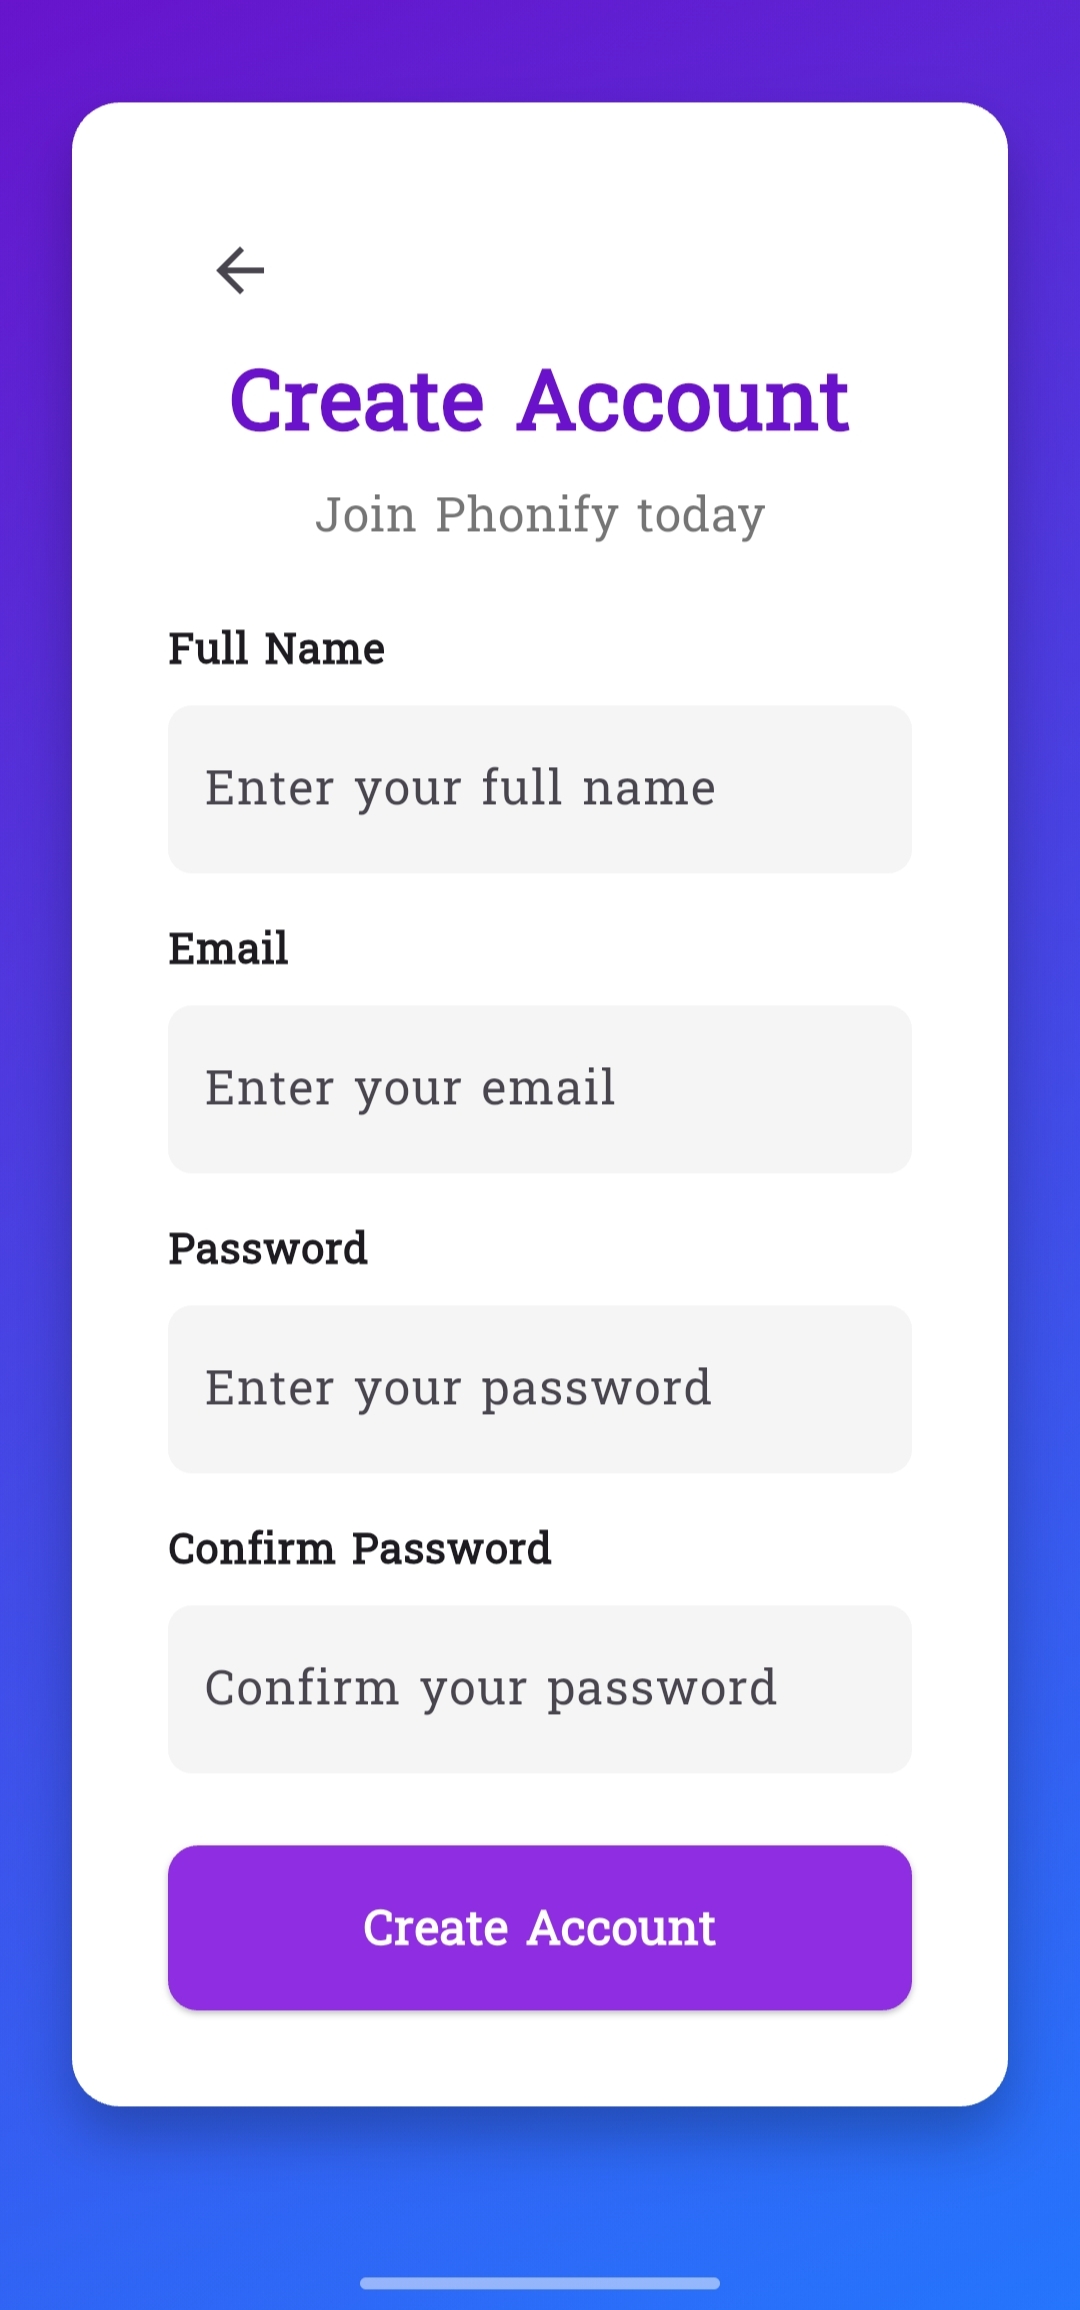 Create Account
Join Phonify today
Full Name
Enter your full name
Email
Enter your email
Password
Enter your password
Confirm Password
Confirm your password
Create Account